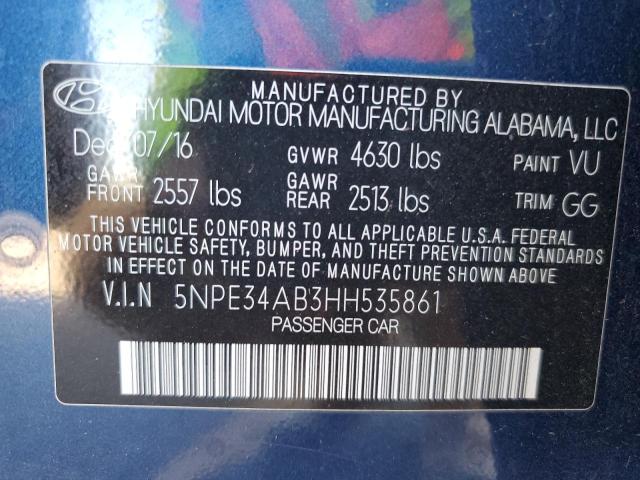 MANUFACTURED BY
HYUNDAI MOTOR MANUFACTURING ALABAMA, LLC
Dec/07/16 GVWR 4630 lbs PAINT VU
GAWR FRONT 2557 lbs GAWR REAR 2513 lbs TRIM GG
THIS VEHICLE CONFORMS TO ALL APPLICABLE U.S.A. FEDERAL
MOTOR VEHICLE SAFETY, BUMPER, AND THEFT PREVENTION STANDARDS
IN EFFECT ON THE DATE OF MANUFACTURE SHOWN ABOVE.
V.I.N 5NPE34AB3HH535861
PASSENGER CAR